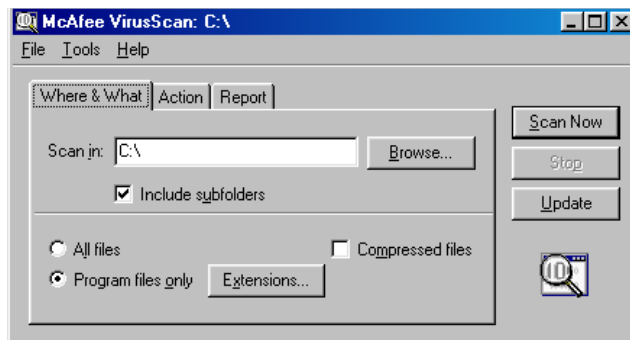 McAfee VirusScan: C:\
File Tools Help
Where & What Action Report
Scan in: C:\ Browse...
Include subfolders
All files Compressed files
Program files only Extensions...
Scan Now
Stop
Update